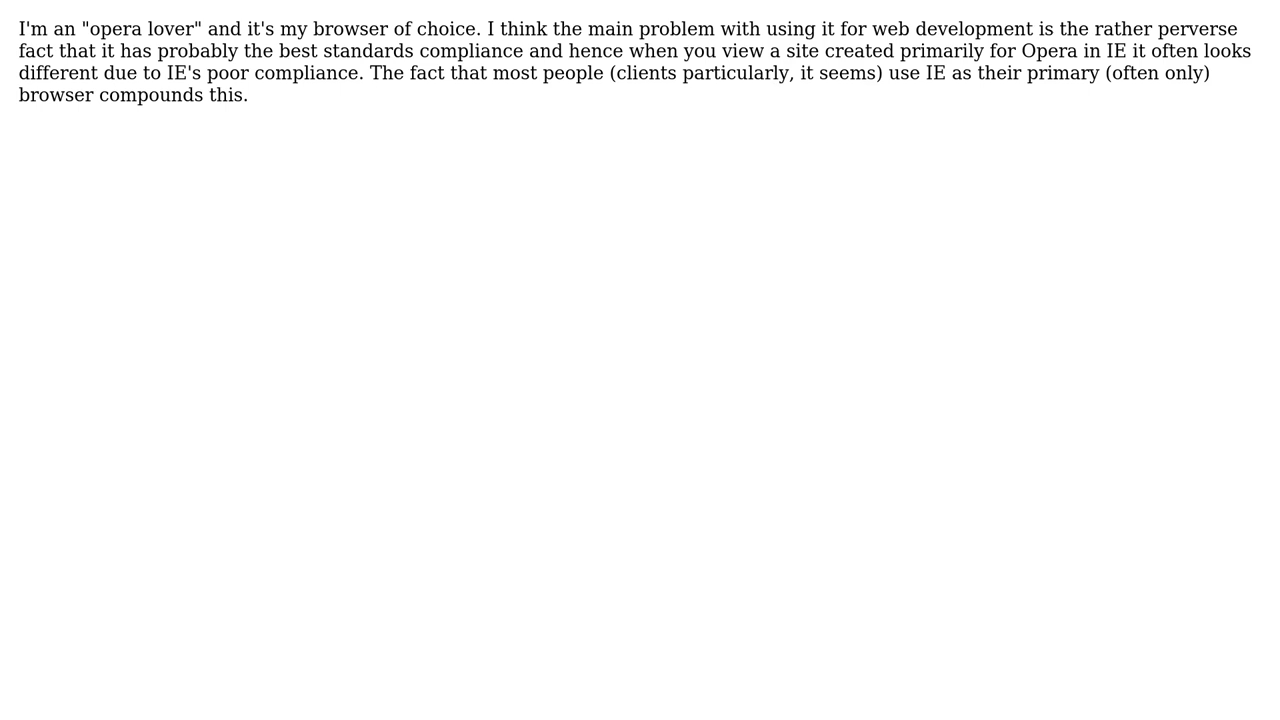 I'm an "opera lover" and it's my browser of choice. I think the main problem with using it for web development is the rather perverse
fact that it has probably the best standards compliance and hence when you view a site created primarily for Opera in IE it often looks
different due to IE's poor compliance. The fact that most people (clients particularly, it seems) use IE as their primary (often only)
browser compounds this.